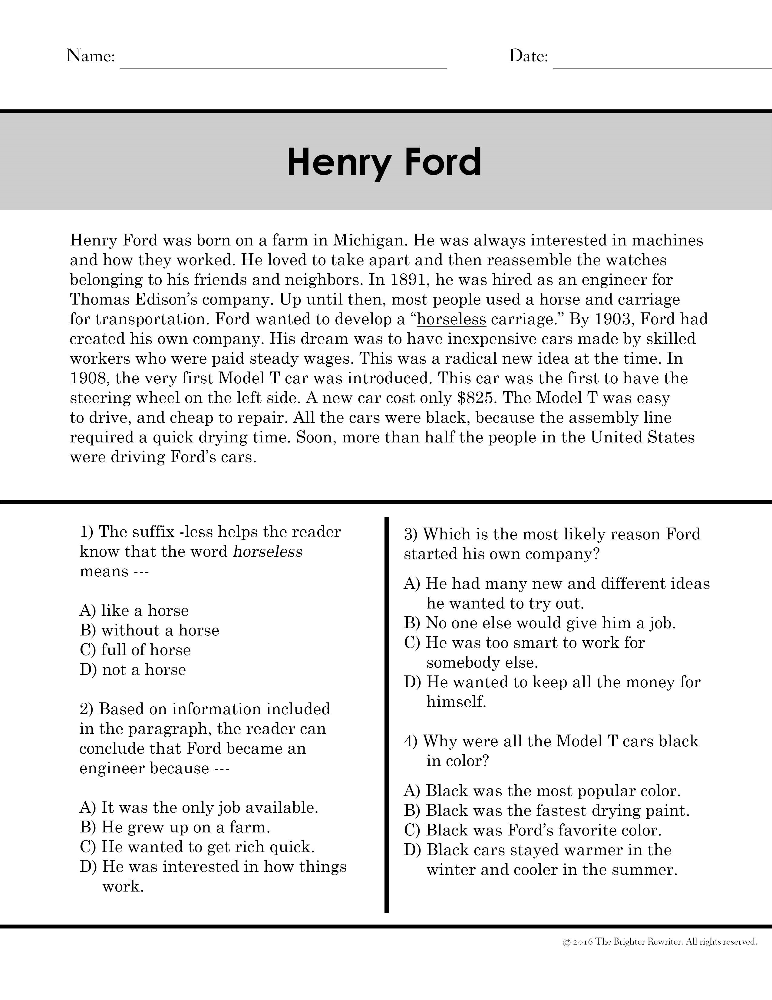 Name:
Date:
Henry Ford
Henry Ford was born on a farm in Michigan. He was always interested in machines
and how they worked. He loved to take apart and then reassemble the watches
belonging to his friends and neighbors. In 1891, he was hired as an engineer for
Thomas Edison’s company. Up until then, most people used a horse and carriage
for transportation. Ford wanted to develop a “horseless carriage.” By 1903, Ford had
created his own company. His dream was to have inexpensive cars made by skilled
workers who were paid steady wages. This was a radical new idea at the time. In
1908, the very first Model T car was introduced. This car was the first to have the
steering wheel on the left side. A new car cost only $825. The Model T was easy
to drive, and cheap to repair. All the cars were black, because the assembly line
required a quick drying time. Soon, more than half the people in the United States
were driving Ford’s cars.
1) The suffix -less helps the reader
know that the word horseless
means ---
A) like a horse
B) without a horse
C) full of horse
D) not a horse
2) Based on information included
in the paragraph, the reader can
conclude that Ford became an
engineer because ---
A) It was the only job available.
B) He grew up on a farm.
C) He wanted to get rich quick.
D) He was interested in how things
work.
3) Which is the most likely reason Ford
started his own company?
A) He had many new and different ideas
he wanted to try out.
B) No one else would give him a job.
C) He was too smart to work for
somebody else.
D) He wanted to keep all the money for
himself.
4) Why were all the Model T cars black
in color?
A) Black was the most popular color.
B) Black was the fastest drying paint.
C) Black was Ford’s favorite color.
D) Black cars stayed warmer in the
winter and cooler in the summer.
© 2016 The Brighter Rewriter. All rights reserved.